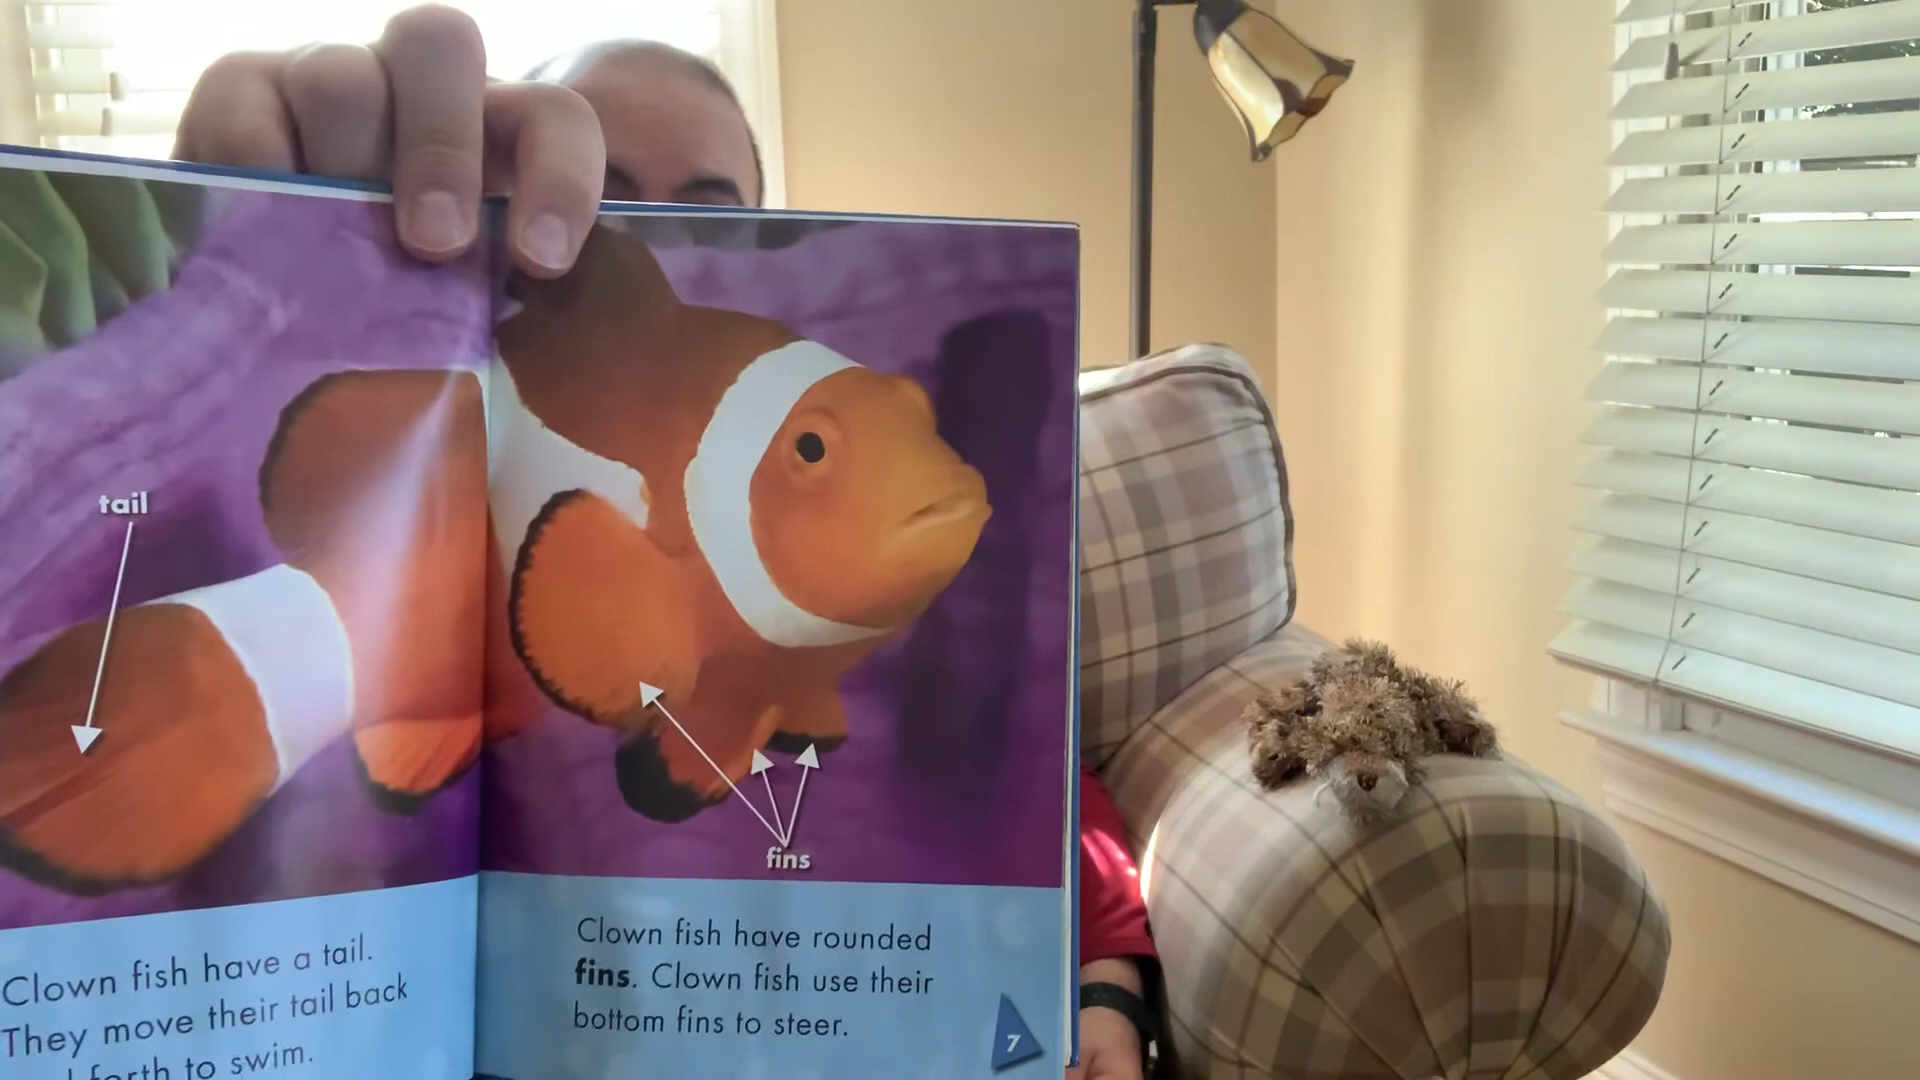 tail
Clown fish have a tail.
They move their tail back
forth to swim.
fins
Clown fish have rounded
fins. Clown fish use their
bottom fins to steer.
7